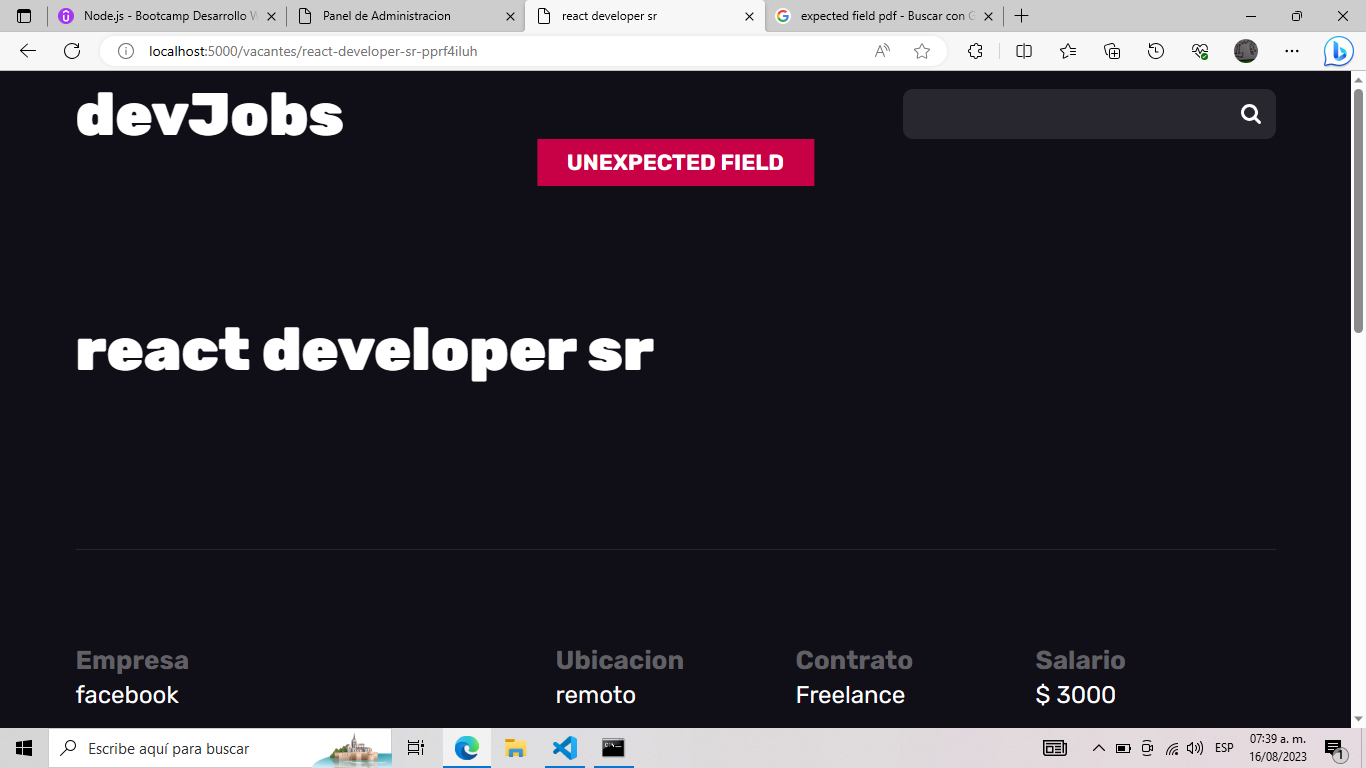 Node.js - Bootcamp Desarrollo W
Panel de Administracion
react developer sr
expected field pdf - Buscar con G
localhost:5000/vacantes/react-developer-sr-pprf4iluh
devJobs
UNEXPECTED FIELD
react developer sr
Empresa
facebook
Ubicacion
remoto
Contrato
Freelance
Salario
$ 3000
Escribe aquí para buscar
ESP
07:39 a. m.
16/08/2023
1